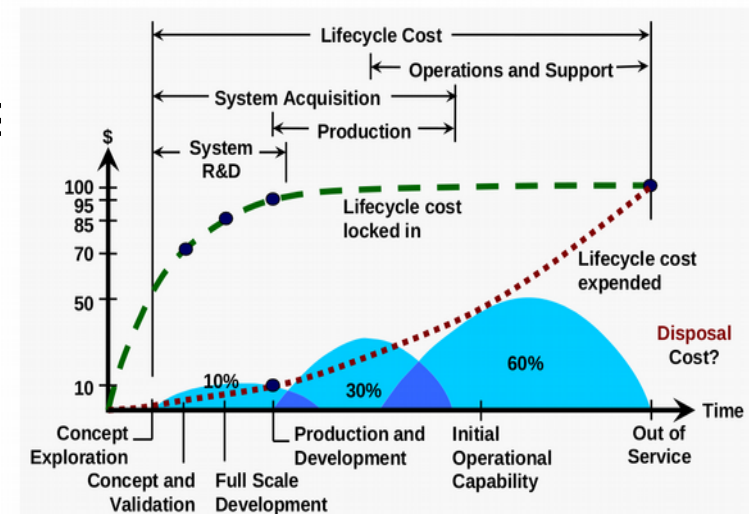 Lifecycle Cost
Operations and Support
System Acquisition
Production
System
R&D
$
100
95
85
70
50
10
Lifecycle cost
locked in
Lifecycle cost
expended
Disposal
Cost?
10%
30%
60%
Time
Concept
Exploration
Concept and
Validation
Full Scale
Development
Production and
Development
Initial
Operational
Capability
Out of
Service